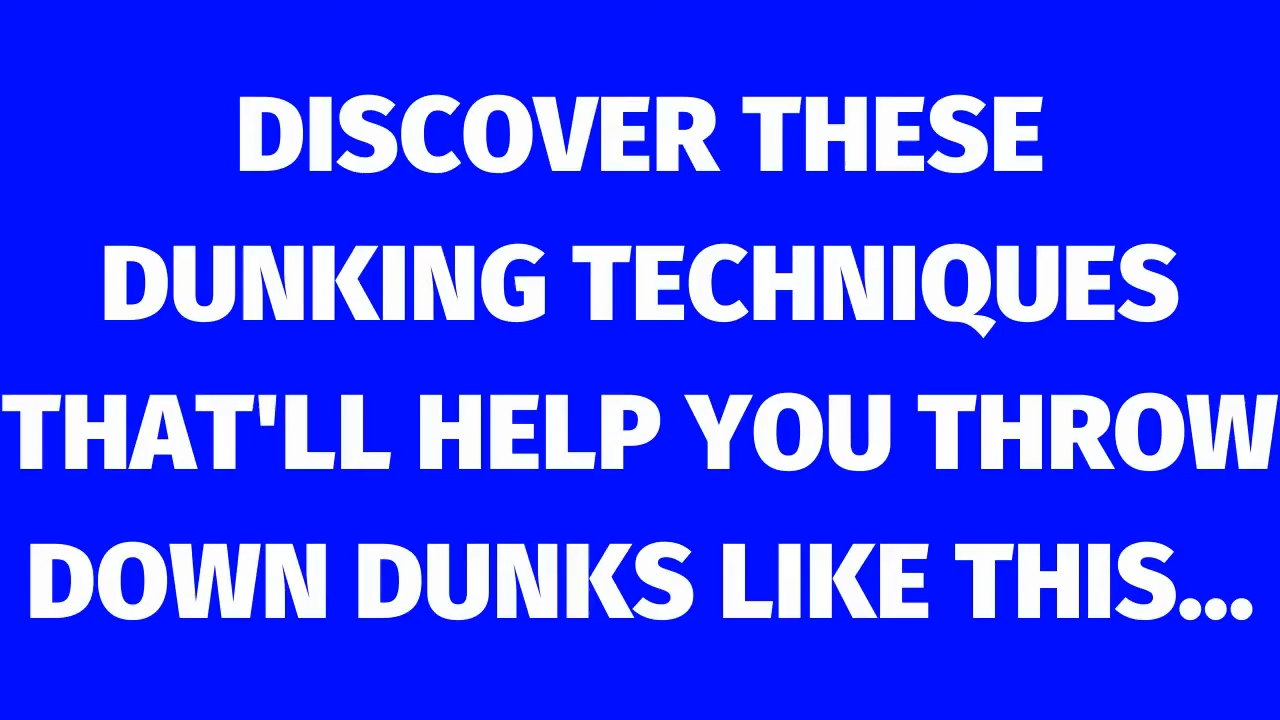 DISCOVER THESE
DUNKING TECHNIQUES
THAT'LL HELP YOU THROW
DOWN DUNKS LIKE THIS...